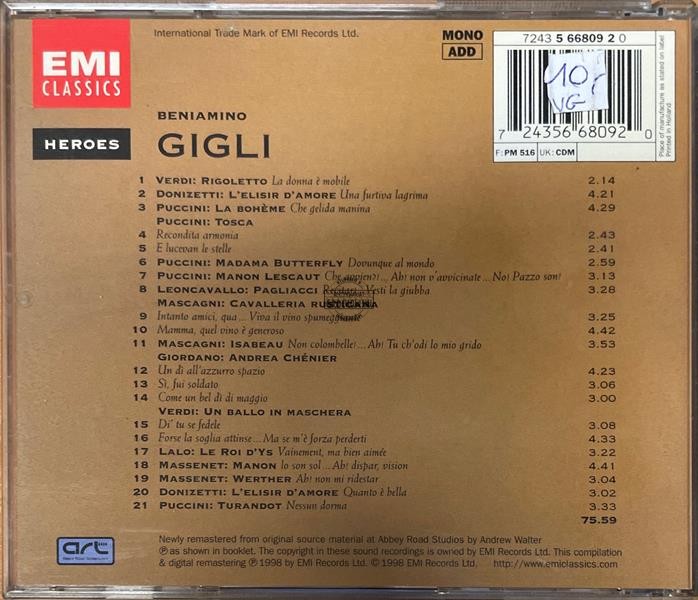 International Trade Mark of EMI Records Ltd.
MONO
ADD
EMI
CLASSICS
HEROES
7243 5 66809 2 0
10,-
VG
7 24356 68092 0
F: PM 516 UK: CDM
Place of manufacture as stated on label
Printed in Holland
BENIAMINO
GIGLI
1 VERDI: RIGOLETTO La donna è mobile 2.14
2 DONIZETTI: L'ELISIR D'AMORE Una furtiva lagrima 4.21
3 PUCCINI: LA BOHÈME Che gelida manina 4.29
PUCCINI: TOSCA
4 Recondita armonia 2.43
5 E lucevan le stelle 2.41
6 PUCCINI: MADAMA BUTTERFLY Dovunque al mondo 2.59
7 PUCCINI: MANON LESCAUT Che avvien?!... Ah! non v'avvicinate... No! Pazzo son! 3.13
8 LEONCAVALLO: PAGLIACCI Recitar!... Vesti la giubba 3.28
MASCAGNI: CAVALLERIA RUSTICANA
9 Intanto amici, qua... Viva il vino spumeggiante 3.25
10 Mamma, quel vino è generoso 4.42
11 MASCAGNI: ISABEAU Non colombelle!... Ah! Tu ch'odi lo mio grido 3.53
GIORDANO: ANDREA CHÉNIER
12 Un dì all'azzurro spazio 4.23
13 Sì, fui soldato 3.06
14 Come un bel dì di maggio 3.00
VERDI: UN BALLO IN MASCHERA
15 Di' tu se fedele 3.08
16 Forse la soglia attinse... Ma se m'è forza perderti 4.33
17 LALO: LE ROI D'YS Vainement, ma bien aimée 3.22
18 MASSENET: MANON Io son sol... Ah! dispar, vision 4.41
19 MASSENET: WERTHER Ah! non mi ridestar 3.04
20 DONIZETTI: L'ELISIR D'AMORE Quanto è bella 3.02
21 PUCCINI: TURANDOT Nessun dorma 3.33
75.59
art
Newly remastered from original source material at Abbey Road Studios by Andrew Walter
℗ as shown in booklet. The copyright in these sound recordings is owned by EMI Records Ltd. This compilation
& digital remastering ℗ 1998 by EMI Records Ltd. © 1998 EMI Records Ltd. http://www.emiclassics.com